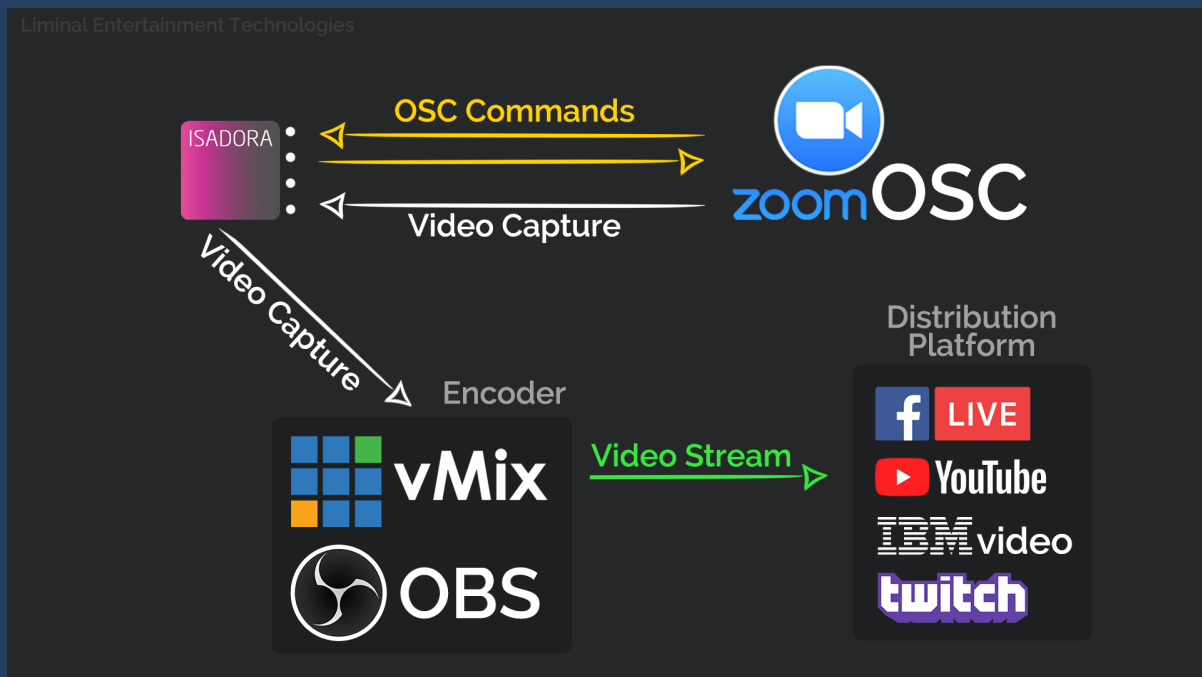 Liminal Entertainment Technologies
OSC Commands
ISADORA
zoomOSC
Video Capture
Video Capture
Distribution
Platform
Encoder
f LIVE
vMix
Video Stream
YouTube
IBM video
OBS
twitch